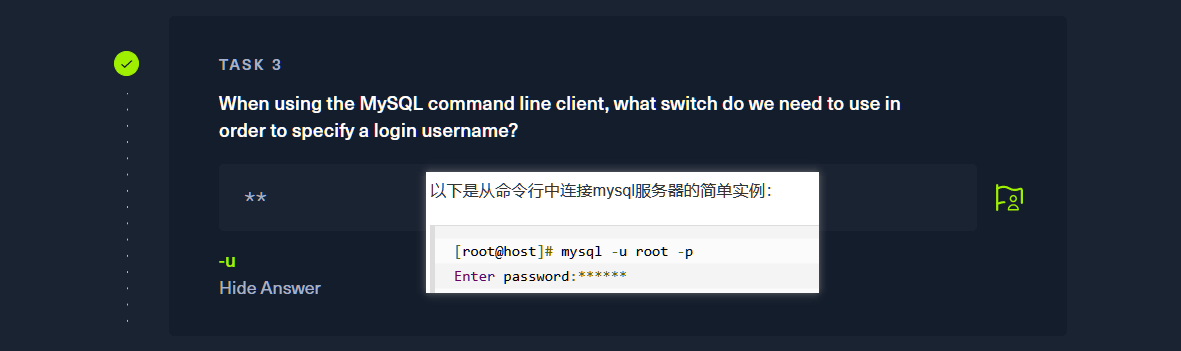 TASK 3
When using the MySQL command line client, what switch do we need to use in
order to specify a login username?
**
以下是从命令行中连接mysql服务器的简单实例：
[root@host]# mysql -u root -p
Enter password:******
-u
Hide Answer